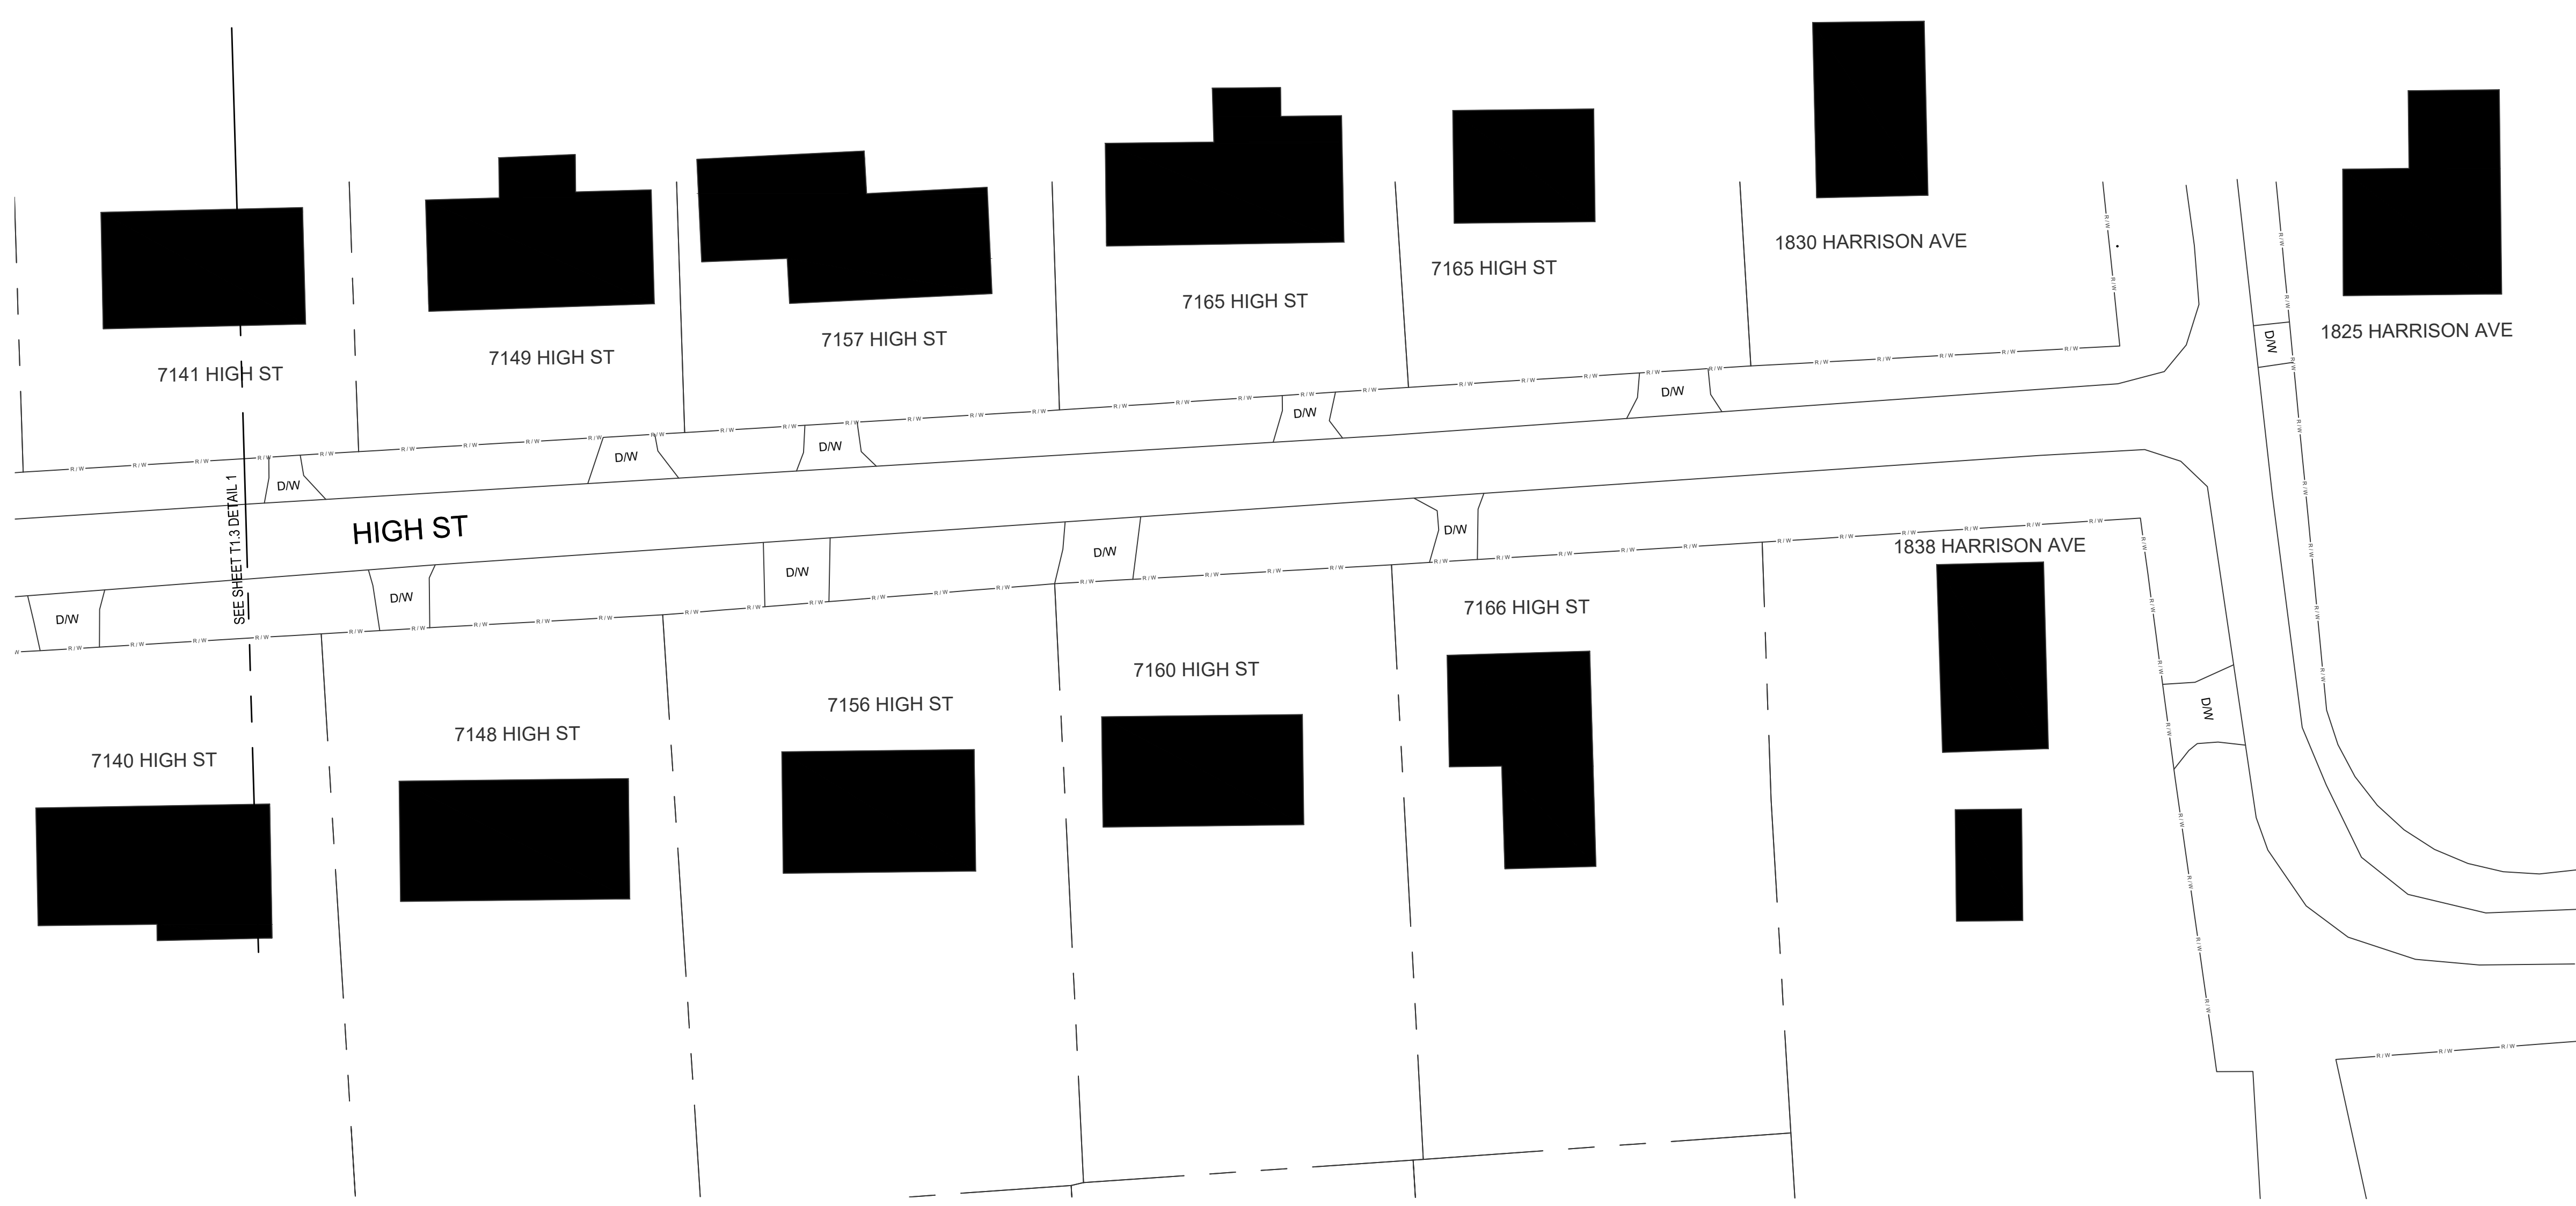 1830 HARRISON AVE
7165 HIGH ST
7165 HIGH ST
1825 HARRISON AVE
7157 HIGH ST
7149 HIGH ST
7141 HIGH ST
D/W
D/W
D/W
D/W
D/W
D/W
SEE SHEET T1.3 DETAIL 1
HIGH ST
D/W
D/W
D/W
D/W
D/W
1838 HARRISON AVE
7166 HIGH ST
7160 HIGH ST
7156 HIGH ST
7148 HIGH ST
7140 HIGH ST
D/W
R / W
R / W
R / W
R / W
R / W
R / W
R / W
R / W
R / W
R / W
R / W
R / W